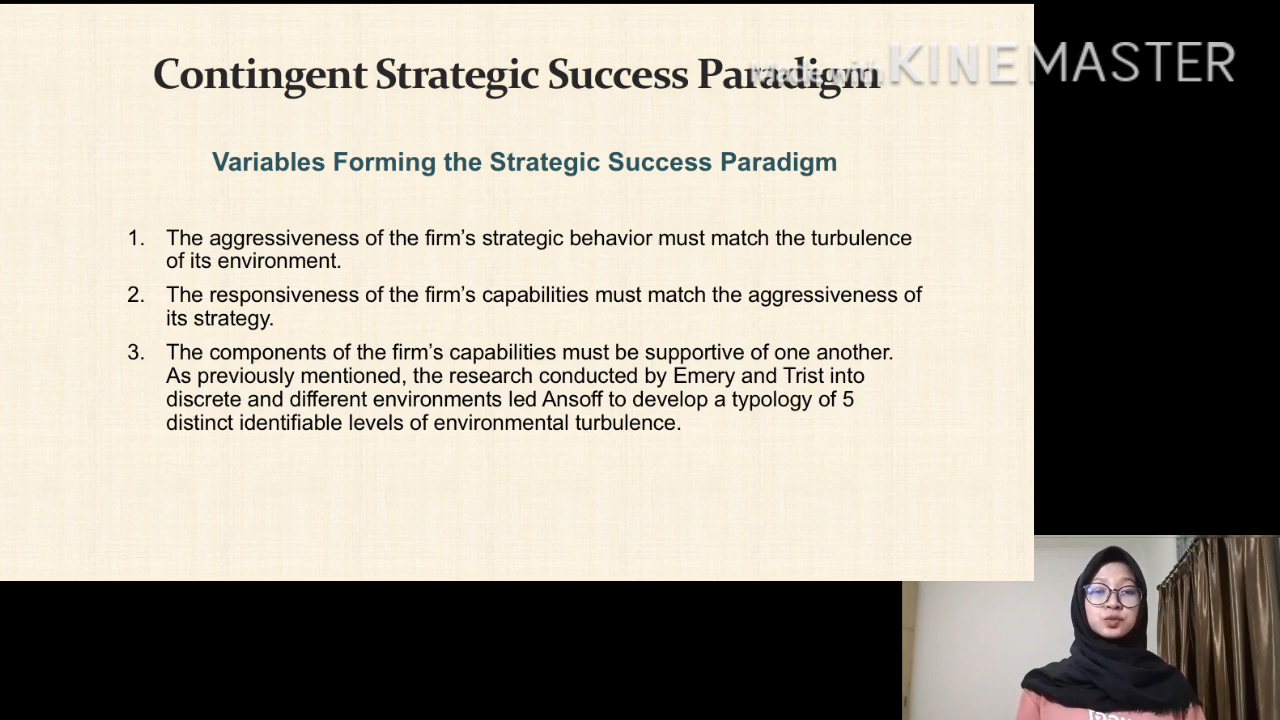 Contingent Strategic Success Paradigm
Made with KINEMASTER
Variables Forming the Strategic Success Paradigm
1. The aggressiveness of the firm's strategic behavior must match the turbulence
of its environment.
2. The responsiveness of the firm's capabilities must match the aggressiveness of
its strategy.
3. The components of the firm's capabilities must be supportive of one another.
As previously mentioned, the research conducted by Emery and Trist into
discrete and different environments led Ansoff to develop a typology of 5
distinct identifiable levels of environmental turbulence.